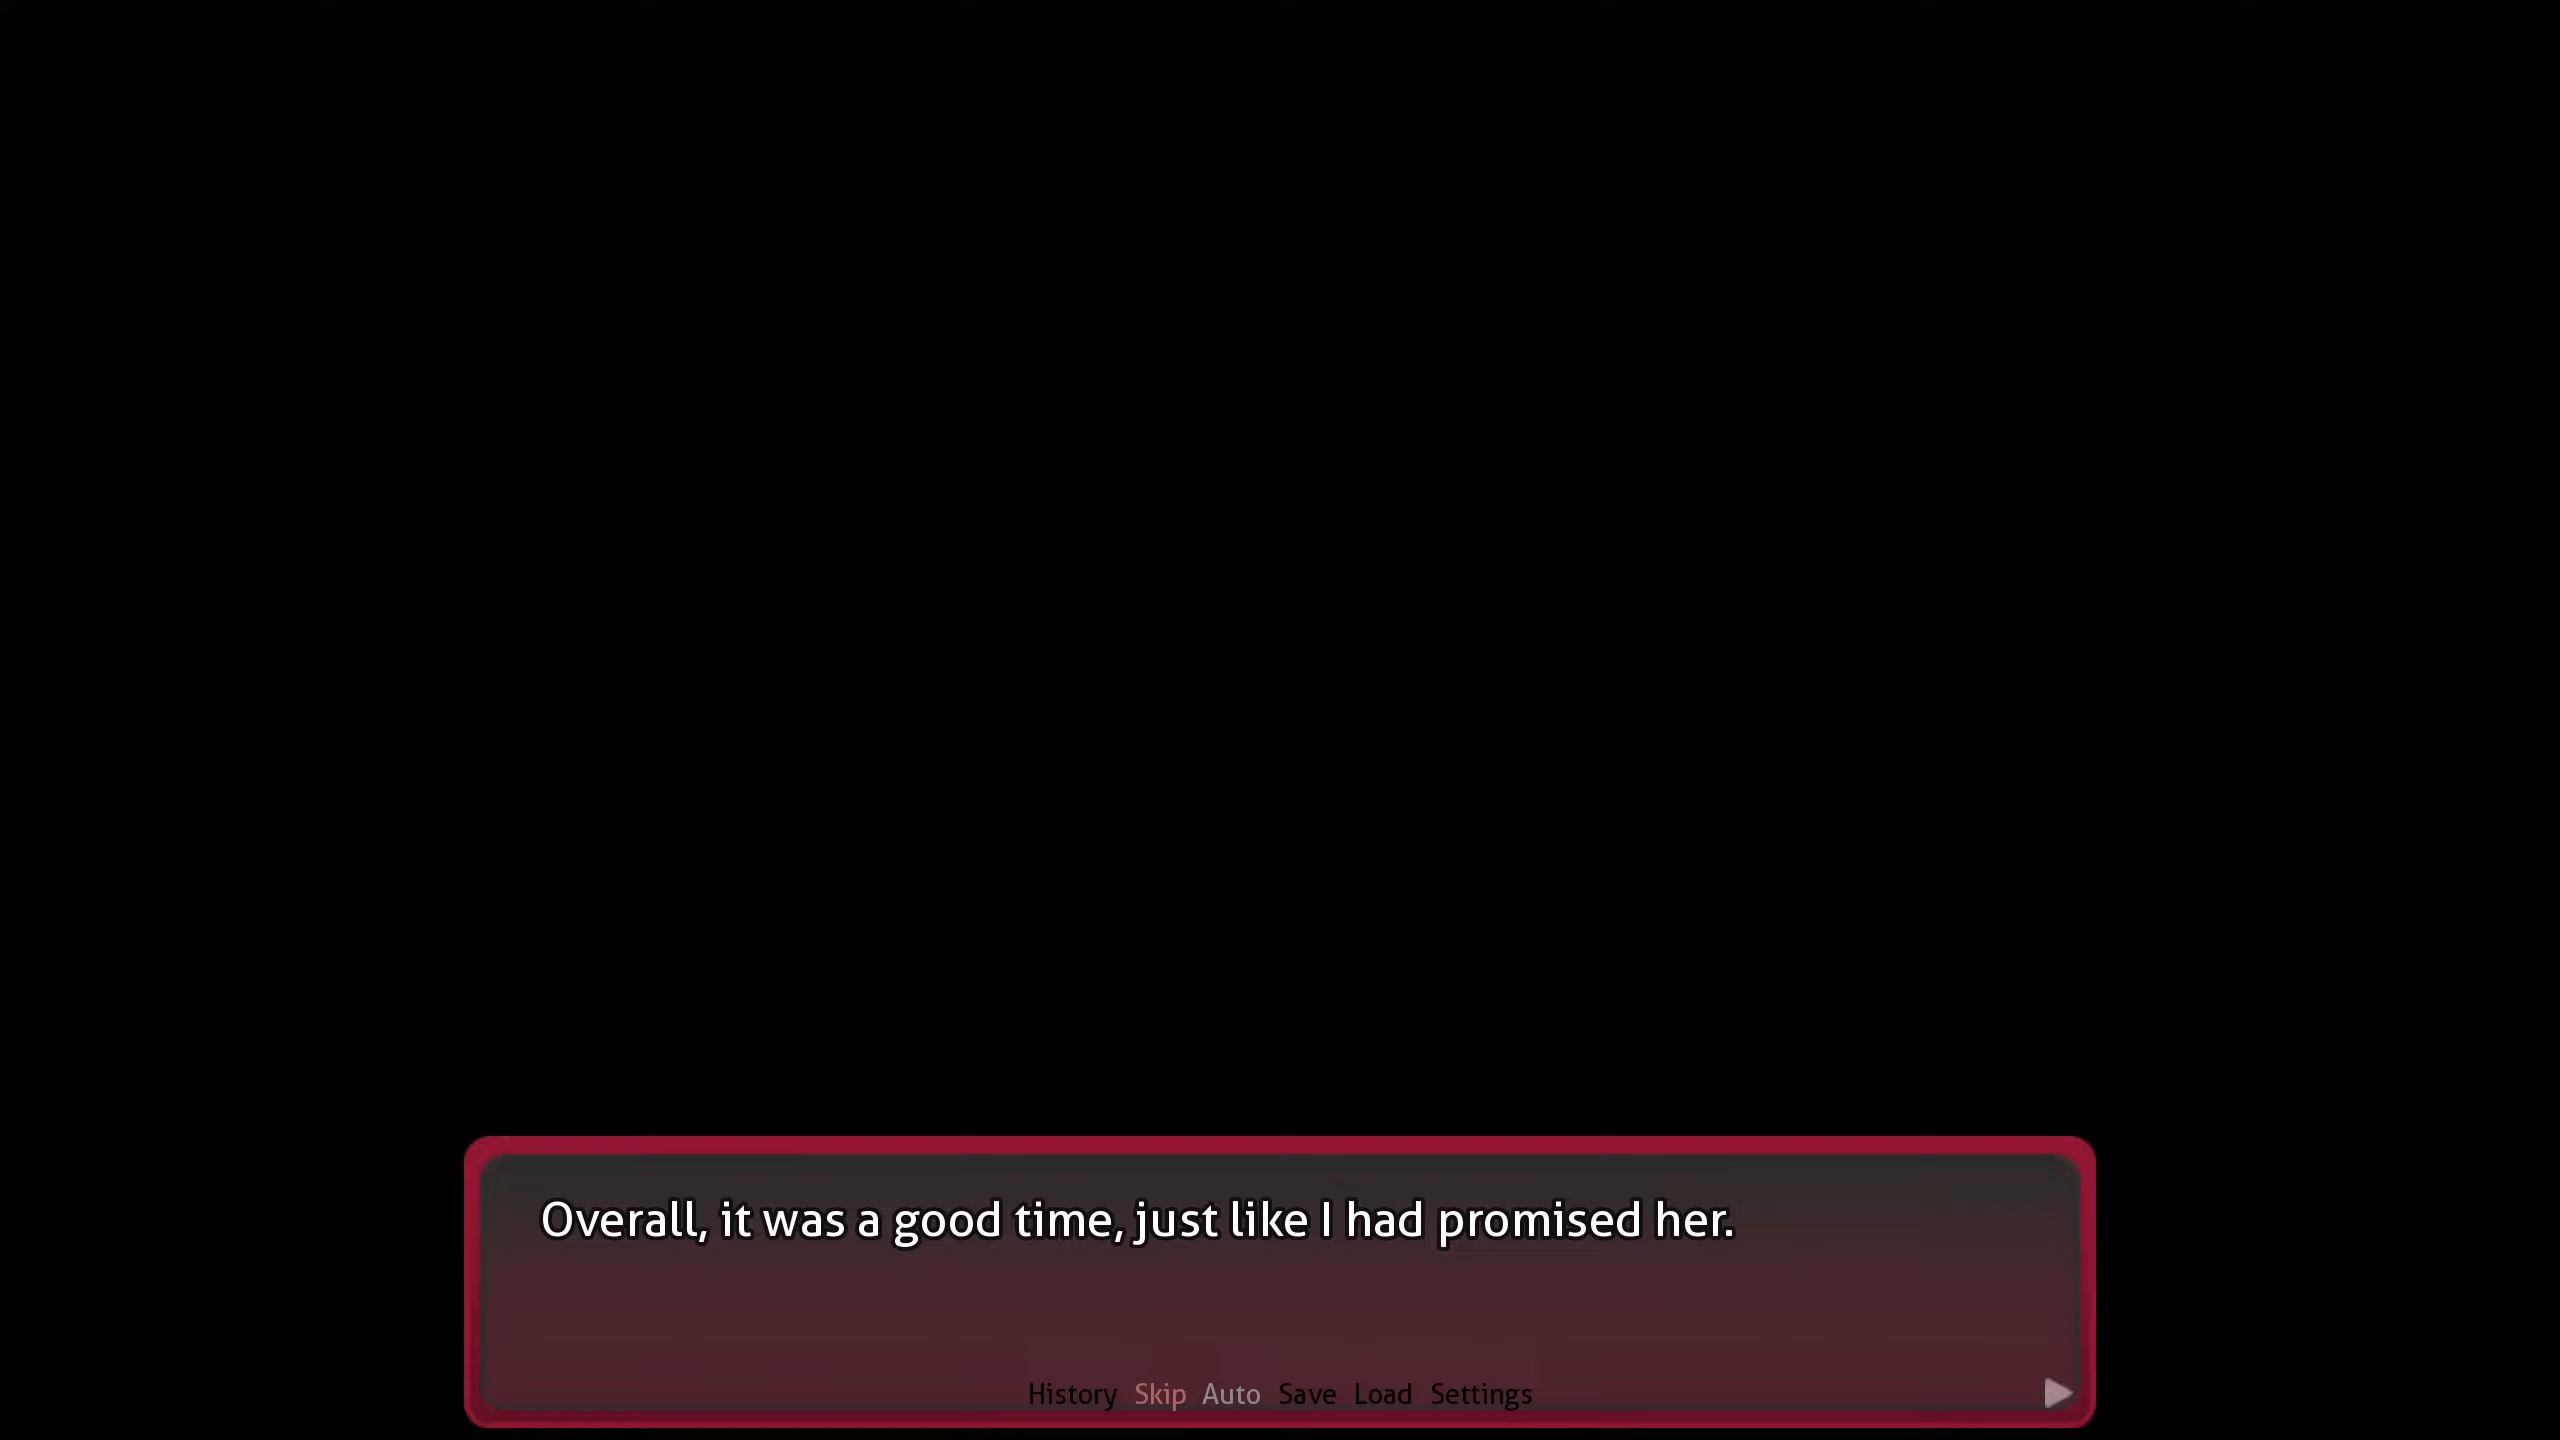 Overall, it was a good time, just like I had promised her.
History Skip Auto Save Load Settings